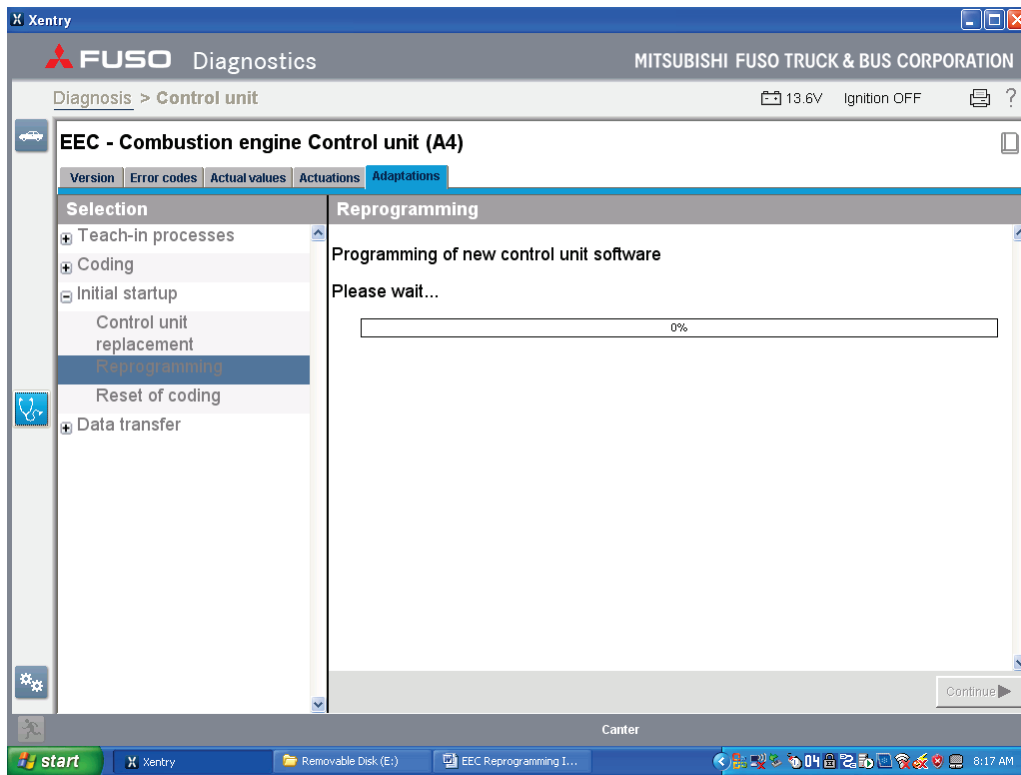 Xentry
FUSO Diagnostics
MITSUBISHI FUSO TRUCK & BUS CORPORATION
Diagnosis > Control unit
13.6V Ignition OFF ?
EEC - Combustion engine Control unit (A4)
Version Error codes Actual values Actuations Adaptations
Selection
Teach-in processes
Coding
Initial startup
Control unit
replacement
Reprogramming
Reset of coding
Data transfer
Reprogramming
Programming of new control unit software
Please wait...
0%
Continue
Canter
start Xentry Removable Disk (E:) EEC Reprogramming I... 04 8:17 AM